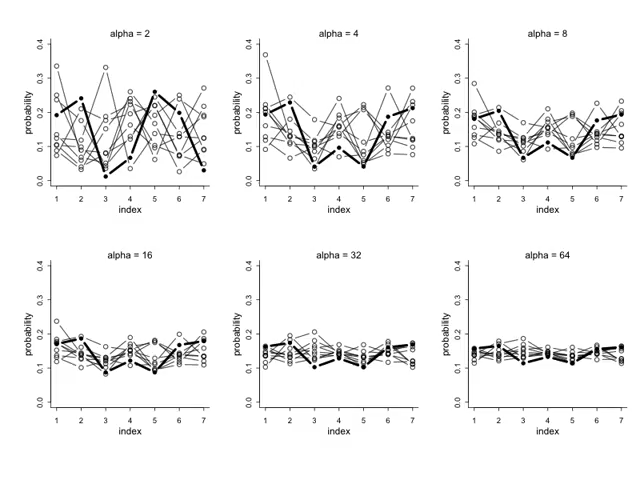 alpha = 2
alpha = 4
alpha = 8
probability
0.0 0.1 0.2 0.3 0.4
1 2 3 4 5 6 7
index
probability
0.0 0.1 0.2 0.3 0.4
1 2 3 4 5 6 7
index
probability
0.0 0.1 0.2 0.3 0.4
1 2 3 4 5 6 7
index
alpha = 16
alpha = 32
alpha = 64
probability
0.0 0.1 0.2 0.3 0.4
1 2 3 4 5 6 7
index
probability
0.0 0.1 0.2 0.3 0.4
1 2 3 4 5 6 7
index
probability
0.0 0.1 0.2 0.3 0.4
1 2 3 4 5 6 7
index